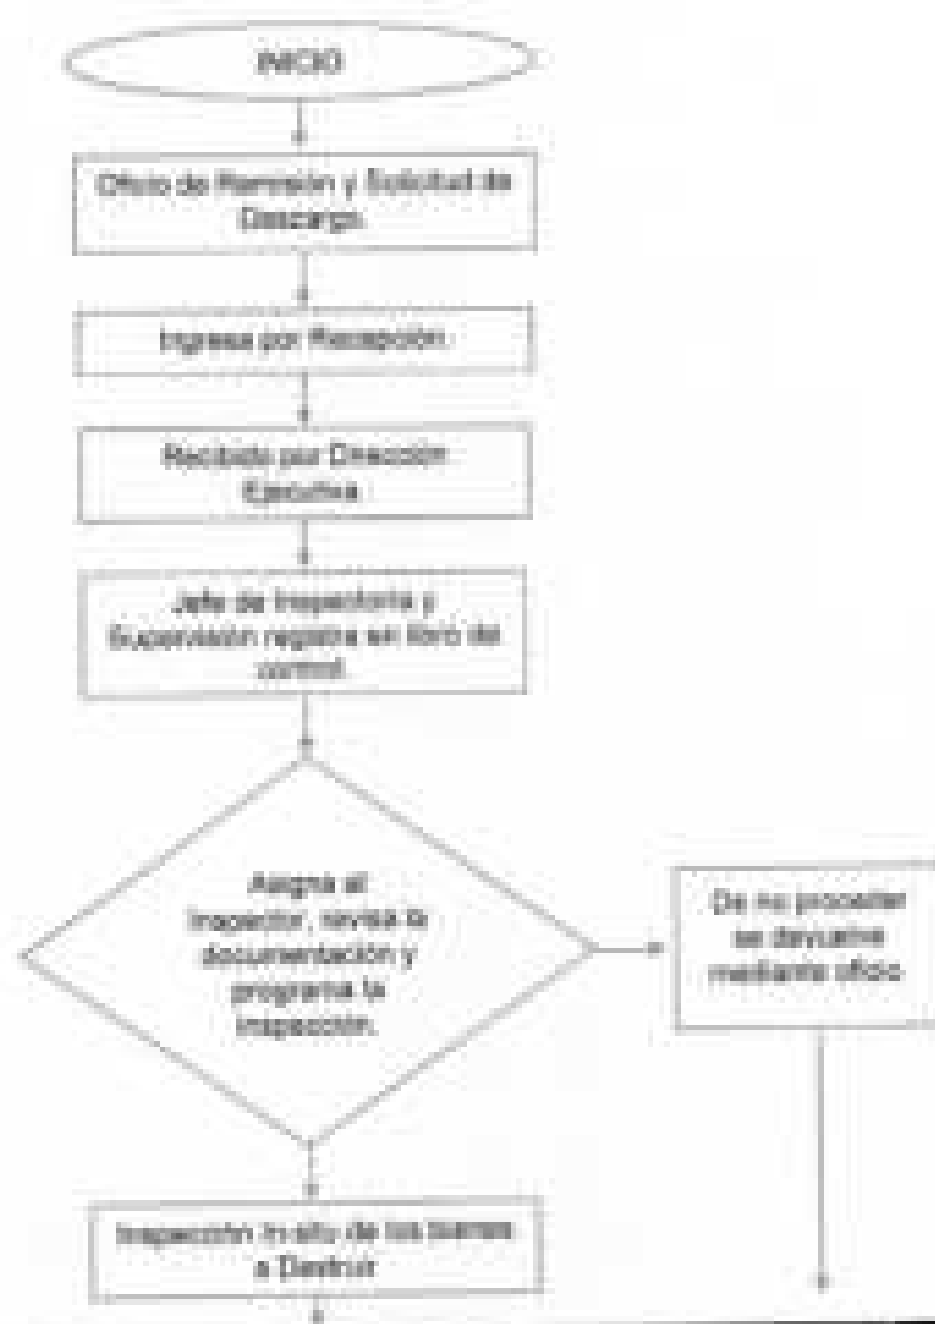 INICIO
Oficio de Remisión y Solicitud de
Descargo.
Ingresa por Recepción
Recibido por Dirección
Ejecutiva
Jefe de Inspectoría y
Supervisión registra en libro de
control.
Asigna al
Inspector, revisa la
documentación y
programa la
inspección.
De no proceder
se devuelve
mediante oficio
Inspección in-situ de los bienes
a Destruir